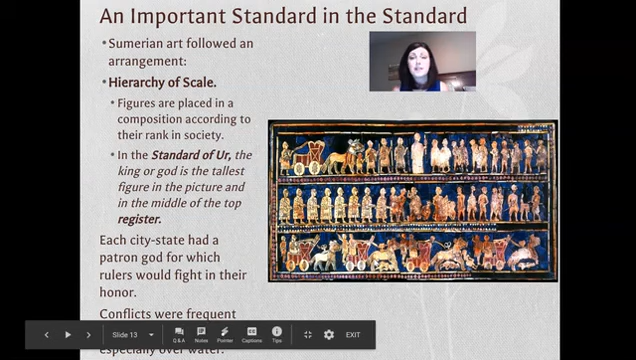 An Important Standard in the Standard
•Sumerian art followed an
arrangement:
•Hierarchy of Scale.
•Figures are placed in a
composition according to
their rank in society.
•In the Standard of Ur, the
king or god is the tallest
figure in the picture and
in the middle of the top
register.
Each city-state had a
patron god for which
rulers would fight in their
honor.
Conflicts were frequent
especially over water.
Slide 13
Q & A
Notes
Pointer
Captions
Tips
EXIT